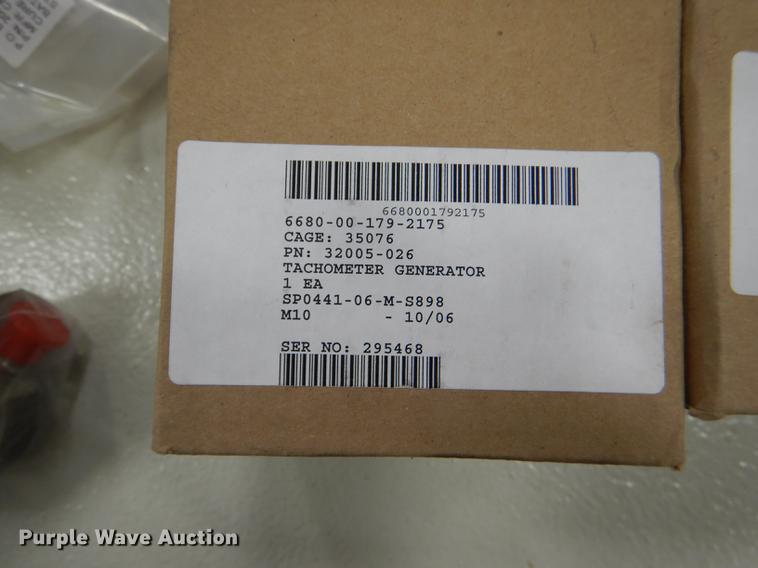 6680001792175
6680-00-179-2175
CAGE: 35076
PN: 32005-026
TACHOMETER GENERATOR
1 EA
SP0441-06-M-S898
M10 - 10/06
SER NO: 295468
Purple Wave Auction